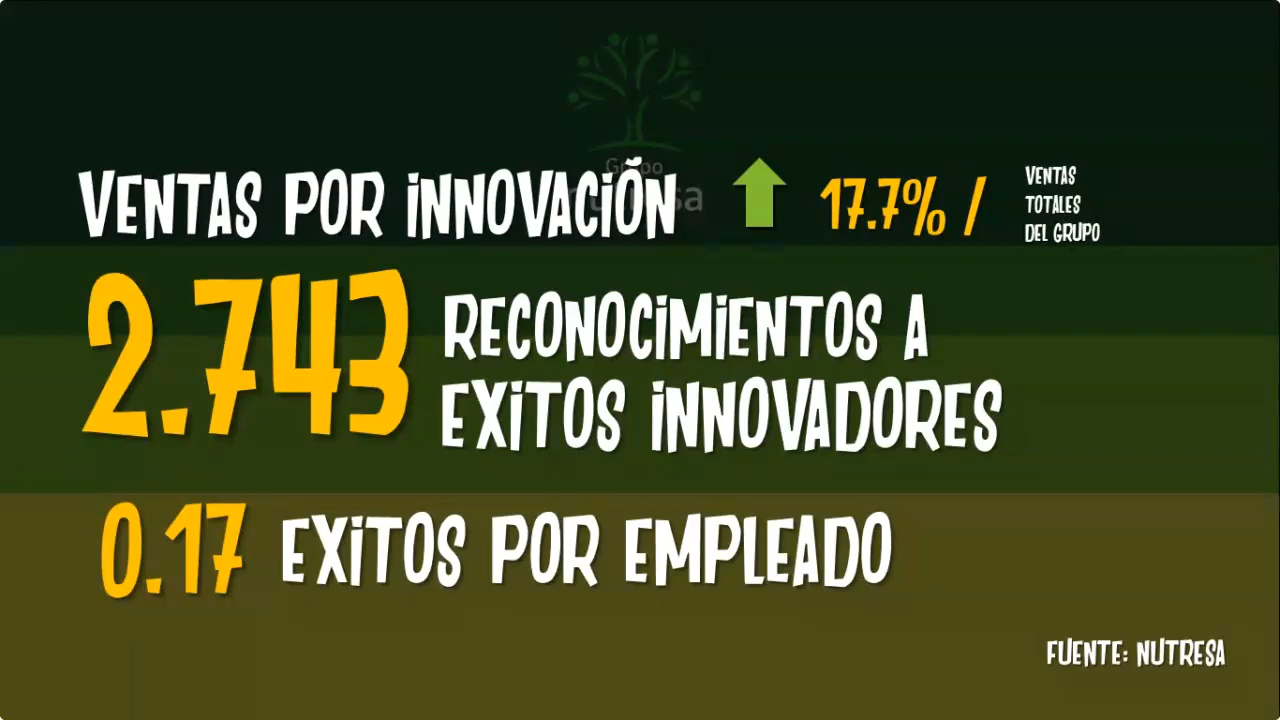 Grupo
VENTAS POR INNOVACIÓN
17.7% /
VENTAS
TOTALES
DEL GRUPO
2.743
RECONOCIMIENTOS A
EXITOS INNOVADORES
0.17 EXITOS POR EMPLEADO
FUENTE: NUTRESA